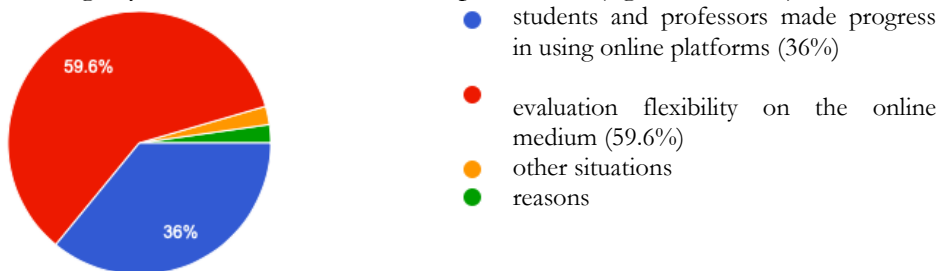 students and professors made progress
in using online platforms (36%)
59.6%
evaluation flexibility on the online
medium (59.6%)
other situations
reasons
36%